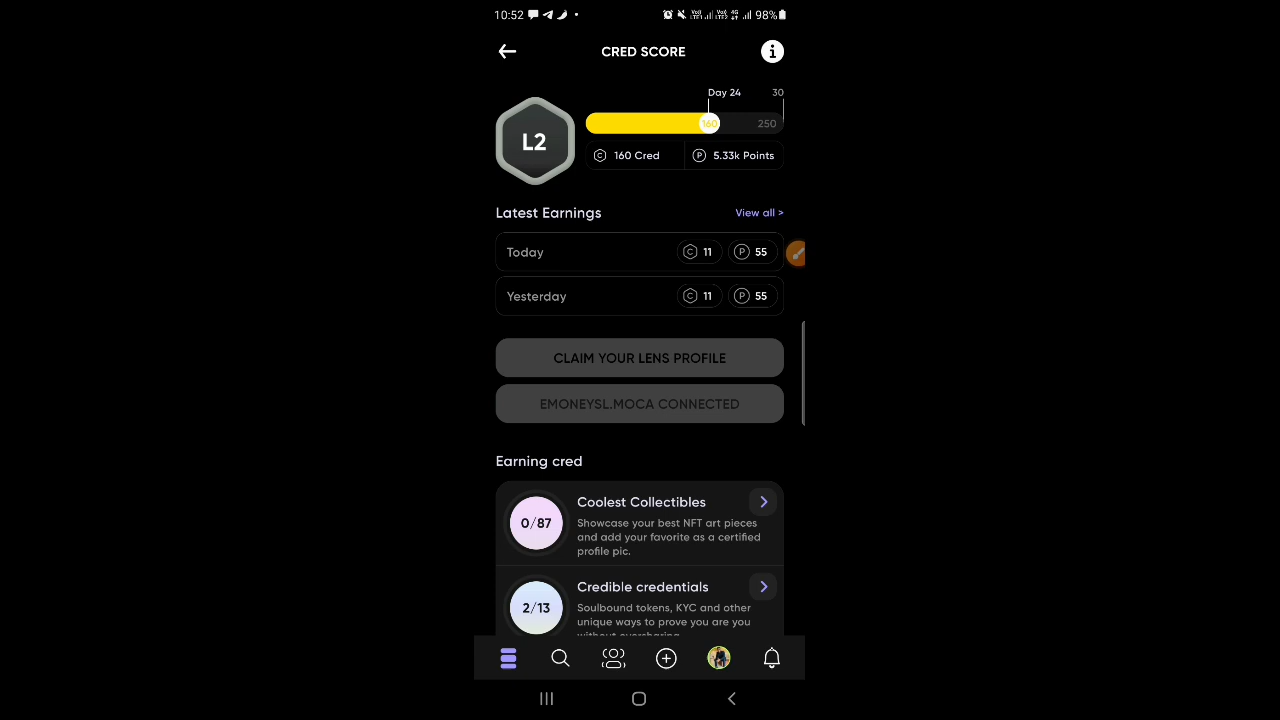 10:52
98%
CRED SCORE
Day 24
30
L2
160
250
160 Cred
5.33k Points
Latest Earnings
View all >
Today
C 11
P 55
Yesterday
C 11
P 55
CLAIM YOUR LENS PROFILE
EMONEYSL.MOCA CONNECTED
Earning cred
0/87
Coolest Collectibles
Showcase your best NFT art pieces
and add your favorite as a certified
profile pic.
2/13
Credible credentials
Soulbound tokens, KYC and other
unique ways to prove you are you
without oversharing